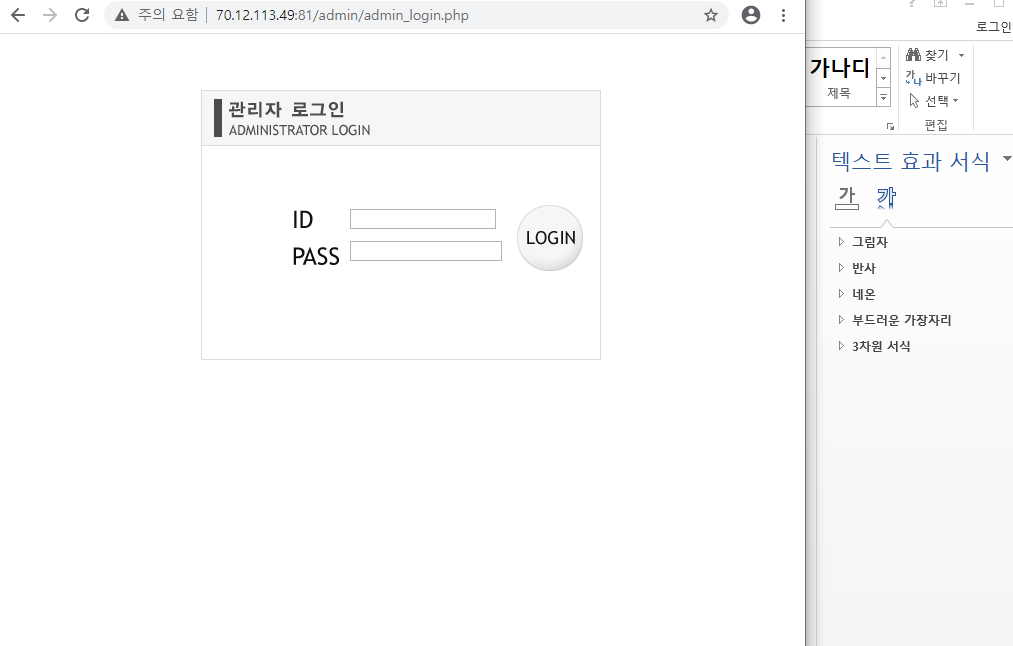 주의 요함 70.12.113.49:81/admin/admin_login.php
관리자 로그인
ADMINISTRATOR LOGIN
ID
PASS
LOGIN
로그인
가나디
제목
찾기
바꾸기
선택
편집
텍스트 효과 서식
가
가
그림자
반사
네온
부드러운 가장자리
3차원 서식